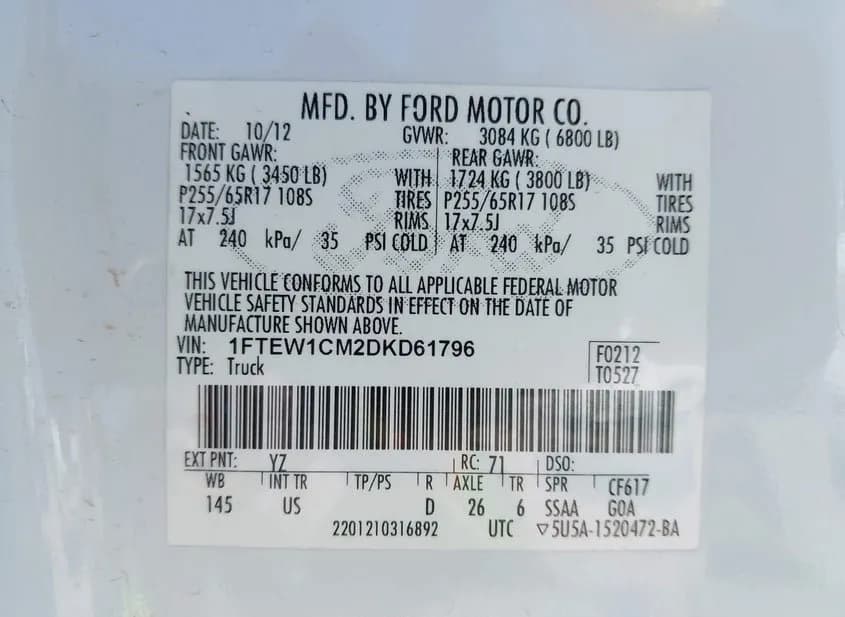 MFD. BY FORD MOTOR CO.
DATE: 10/12 GVWR: 3084 KG ( 6800 LB)
FRONT GAWR: REAR GAWR:
1565 KG ( 3450 LB) WITH 1724 KG ( 3800 LB) WITH
P255/65R17 108S TIRES P255/65R17 108S TIRES
17x7.5J RIMS 17x7.5J RIMS
AT 240 kPa/ 35 PSI COLD AT 240 kPa/ 35 PSI COLD
THIS VEHICLE CONFORMS TO ALL APPLICABLE FEDERAL MOTOR
VEHICLE SAFETY STANDARDS IN EFFECT ON THE DATE OF
MANUFACTURE SHOWN ABOVE.
VIN: 1FTEW1CM2DKD61796 F0212
TYPE: Truck T0527
EXT PNT: YZ RC: 71 DSO:
WB INT TR TP/PS R AXLE TR SPR CF617
145 US D 26 6 SSAA GOA
2201210316892 UTC ▽5U5A-1520472-BA